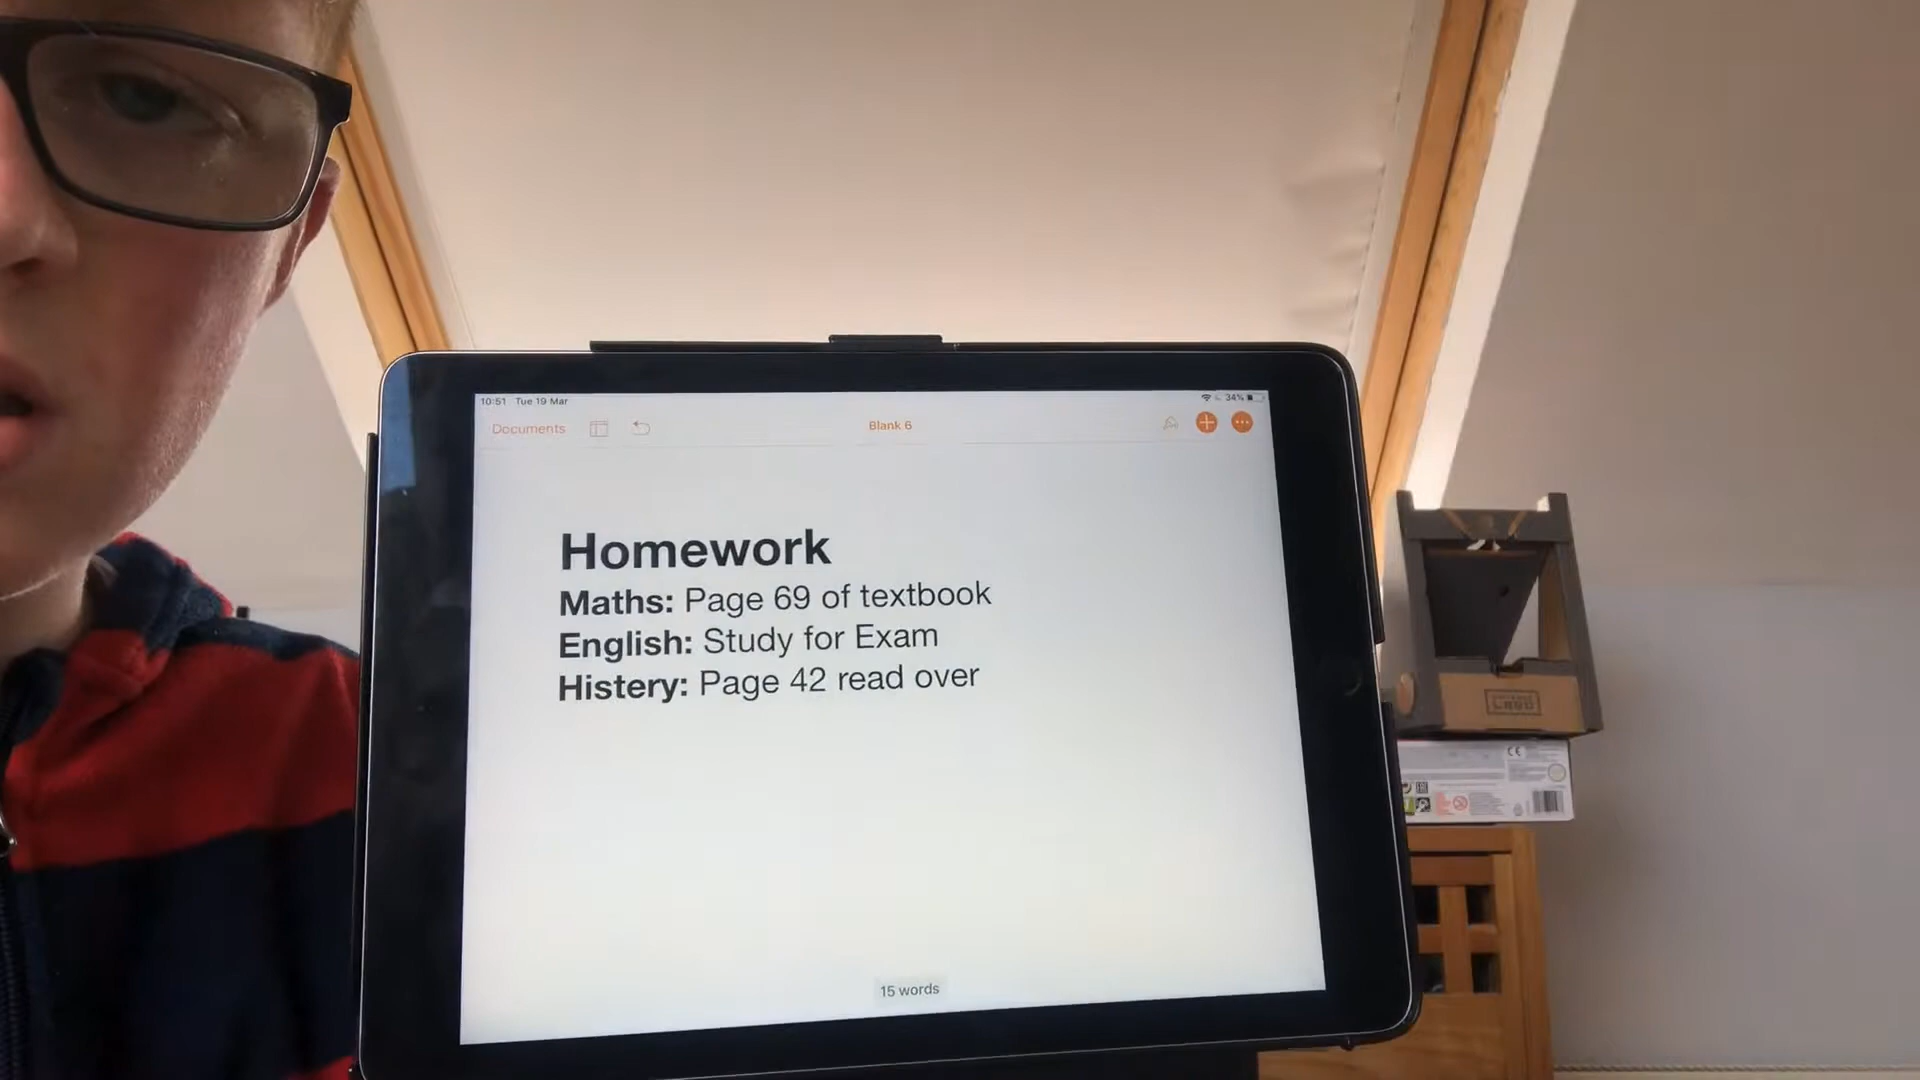 10:51 Tue 19 Mar 34%
Documents Blank 6
Homework
Maths: Page 69 of textbook
English: Study for Exam
Histery: Page 42 read over
15 words
CE